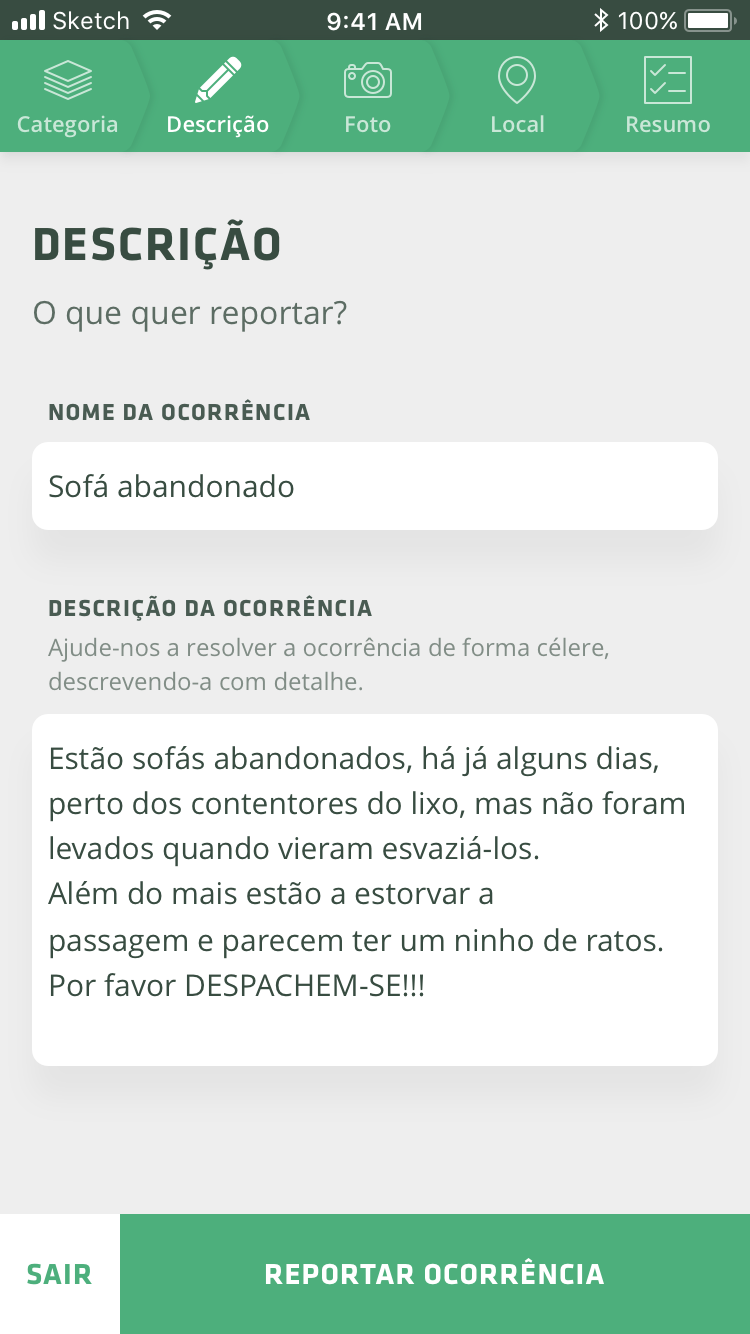 Sketch 9:41 AM 100%
Categoria Descrição Foto Local Resumo
DESCRIÇÃO
O que quer reportar?
NOME DA OCORRÊNCIA
Sofá abandonado
DESCRIÇÃO DA OCORRÊNCIA
Ajude-nos a resolver a ocorrência de forma célere,
descrevendo-a com detalhe.
Estão sofás abandonados, há já alguns dias,
perto dos contentores do lixo, mas não foram
levados quando vieram esvaziá-los.
Além do mais estão a estorvar a
passagem e parecem ter um ninho de ratos.
Por favor DESPACHEM-SE!!!
SAIR REPORTAR OCORRÊNCIA